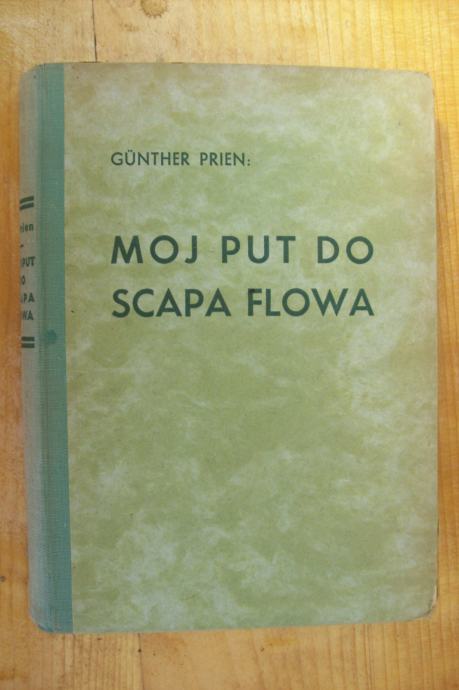 GÜNTHER PRIEN:
MOJ PUT DO
SCAPA FLOWA